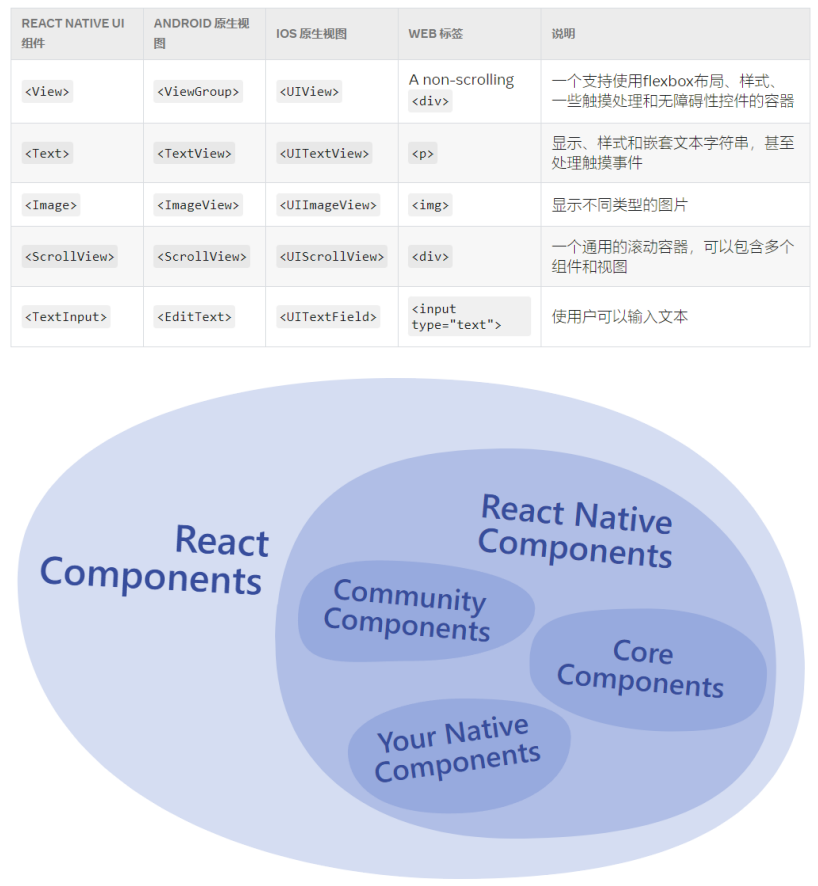 REACT NATIVE UI ANDROID 原生视 IOS 原生视图 WEB 标签 说明
组件 图
<View> <ViewGroup> <UIView> A non-scrolling 一个支持使用flexbox布局、样式、
<div> 一些触摸处理和无障碍性控件的容器
<Text> <TextView> <UITextView> <p> 显示、样式和嵌套文本字符串，甚至
处理触摸事件
<Image> <ImageView> <UIImageView> <img> 显示不同类型的图片
<ScrollView> <ScrollView> <UIScrollView> <div> 一个通用的滚动容器，可以包含多个
组件和视图
<TextInput> <EditText> <UITextField> <input 使用户可以输入文本
type="text">
React
Components
React Native
Components
Community
Components
Core
Components
Your Native
Components